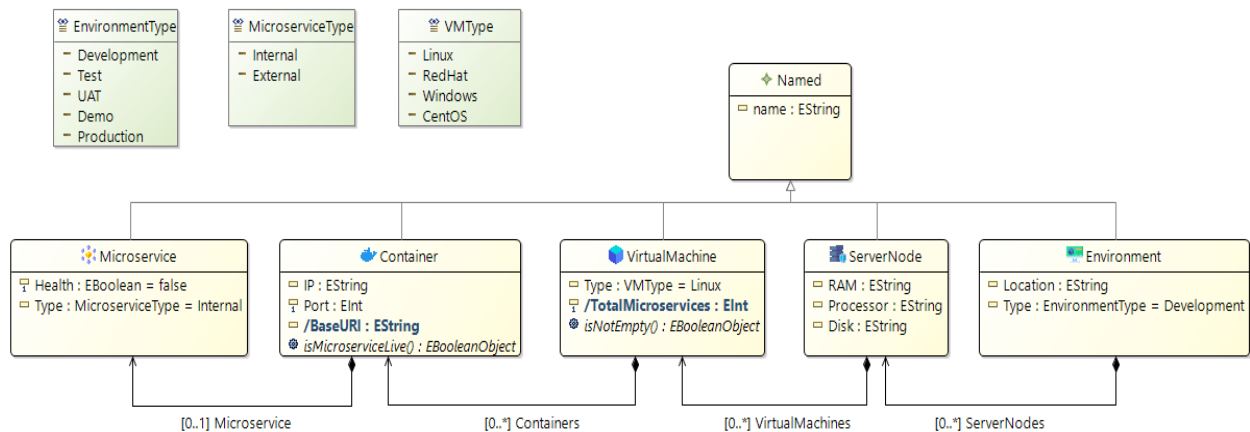 EnvironmentType
Development
Test
UAT
Demo
Production
MicroserviceType
Internal
External
VMType
Linux
RedHat
Windows
CentOS
Named
name : EString
Microservice
Health : EBoolean = false
Type : MicroserviceType = Internal
Container
IP : EString
Port : EInt
/BaseURI : EString
isMicroserviceLive() : EBooleanObject
VirtualMachine
Type : VMType = Linux
/TotalMicroservices : EInt
isNotEmpty() : EBooleanObject
ServerNode
RAM : EString
Processor : EString
Disk : EString
Environment
Location : EString
Type : EnvironmentType = Development
[0..1] Microservice
[0..*] Containers
[0..*] VirtualMachines
[0..*] ServerNodes